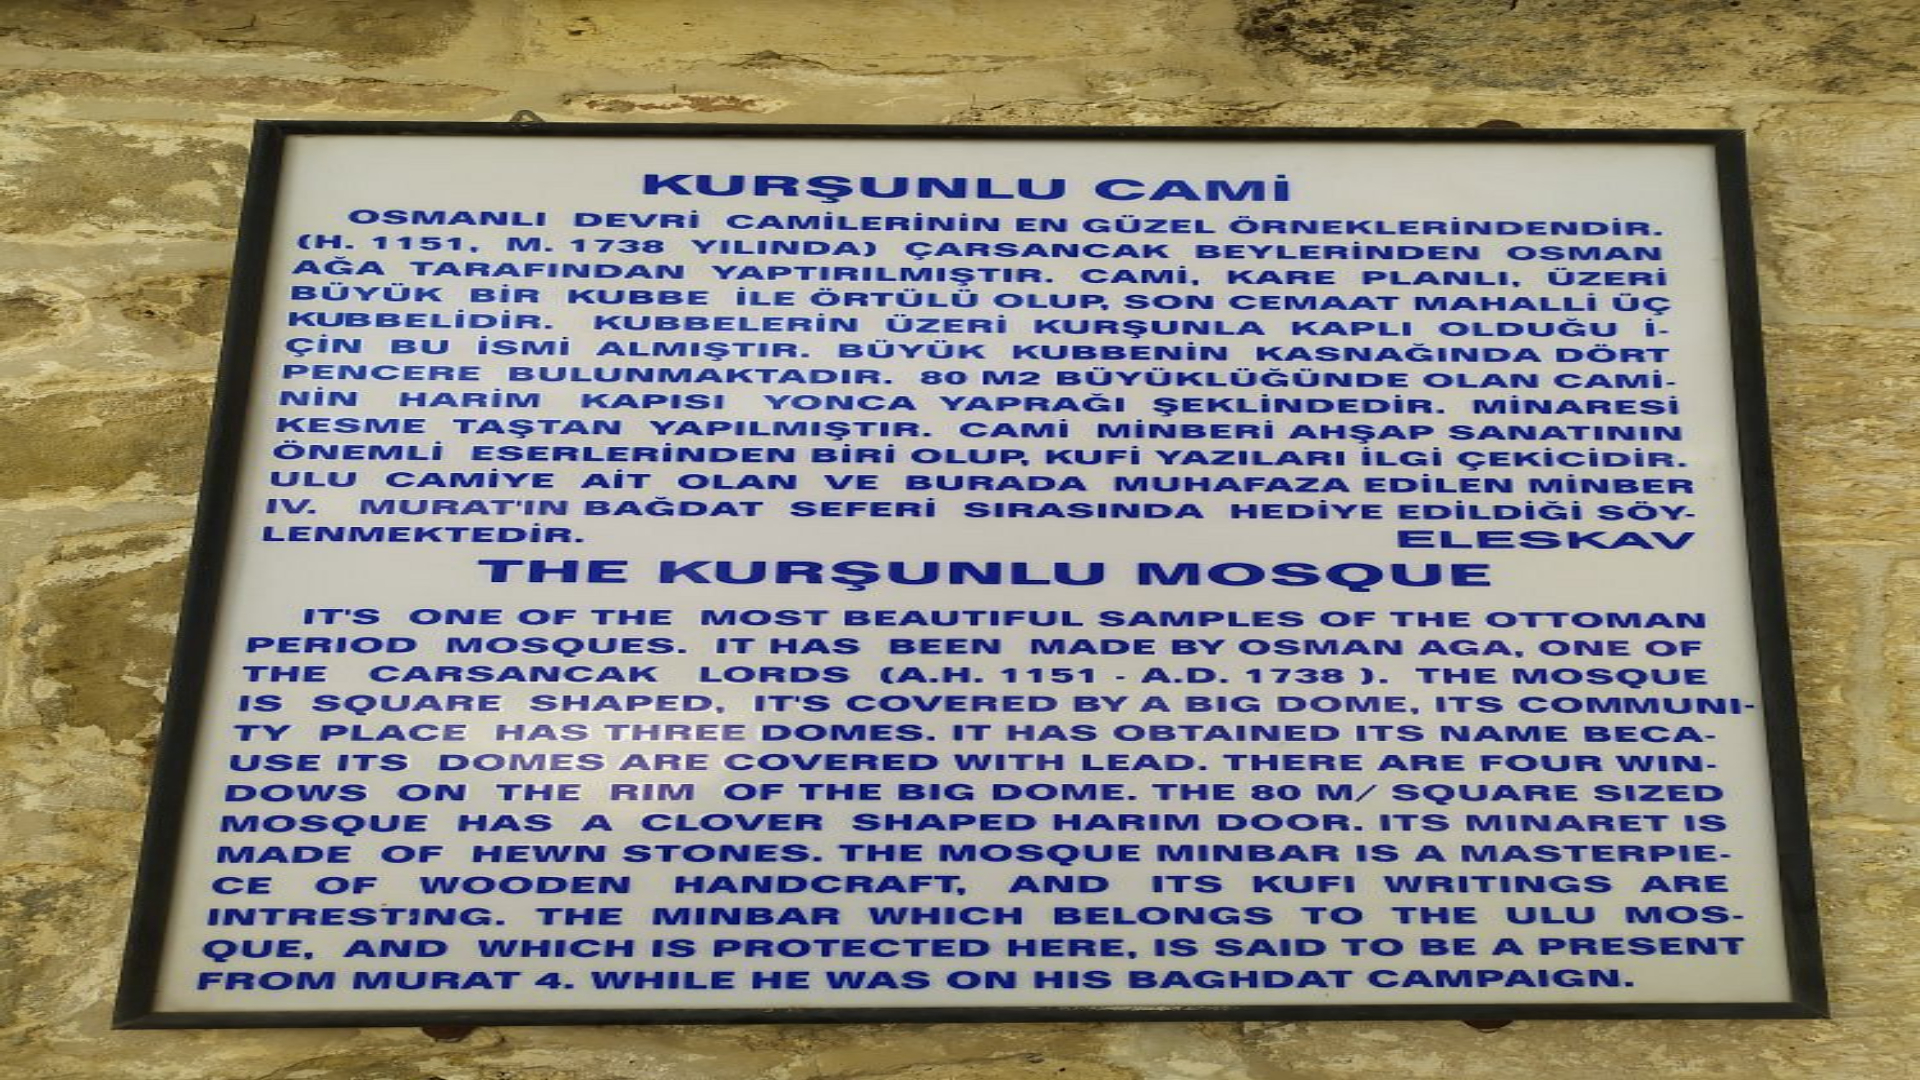 KURŞUNLU CAMİ
OSMANLI DEVRİ CAMİLERİNİN EN GÜZEL ÖRNEKLERİNDENDİR.
(H. 1151, M. 1738 YILINDA) ÇARSANCAK BEYLERİNDEN OSMAN
AĞA TARAFINDAN YAPTIRILMIŞTIR. CAMİ, KARE PLANLI, ÜZERİ
BÜYÜK BİR KUBBE İLE ÖRTÜLÜ OLUP, SON CEMAAT MAHALLİ ÜÇ
KUBBELİDİR. KUBBELERİN ÜZERİ KURŞUNLA KAPLI OLDUĞU İ-
ÇİN BU İSMİ ALMIŞTIR. BÜYÜK KUBBENİN KASNAĞINDA DÖRT
PENCERE BULUNMAKTADIR. 80 M2 BÜYÜKLÜĞÜNDE OLAN CAMİ-
NİN HARİM KAPISI YONCA YAPRAĞI ŞEKLİNDEDİR. MİNARESİ
KESME TAŞTAN YAPILMIŞTIR. CAMİ MİNBERİ AHŞAP SANATININ
ÖNEMLİ ESERLERİNDEN BİRİ OLUP, KUFİ YAZILARI İLGİ ÇEKİCİDİR.
ULU CAMİYE AİT OLAN VE BURADA MUHAFAZA EDİLEN MİNBER
IV. MURAT'IN BAĞDAT SEFERİ SIRASINDA HEDİYE EDİLDİĞİ SÖY-
LENMEKTEDİR. ELESKAV
THE KURŞUNLU MOSQUE
IT'S ONE OF THE MOST BEAUTIFUL SAMPLES OF THE OTTOMAN
PERIOD MOSQUES. IT HAS BEEN MADE BY OSMAN AGA, ONE OF
THE CARSANCAK LORDS (A.H. 1151 - A.D. 1738 ). THE MOSQUE
IS SQUARE SHAPED, IT'S COVERED BY A BIG DOME, ITS COMMUNI-
TY PLACE HAS THREE DOMES. IT HAS OBTAINED ITS NAME BECA-
USE ITS DOMES ARE COVERED WITH LEAD. THERE ARE FOUR WIN-
DOWS ON THE RIM OF THE BIG DOME. THE 80 M/ SQUARE SIZED
MOSQUE HAS A CLOVER SHAPED HARIM DOOR. ITS MINARET IS
MADE OF HEWN STONES. THE MOSQUE MINBAR IS A MASTERPIE-
CE OF WOODEN HANDCRAFT, AND ITS KUFI WRITINGS ARE
INTRESTING. THE MINBAR WHICH BELONGS TO THE ULU MOS-
QUE, AND WHICH IS PROTECTED HERE, IS SAID TO BE A PRESENT
FROM MURAT 4. WHILE HE WAS ON HIS BAGHDAT CAMPAIGN.